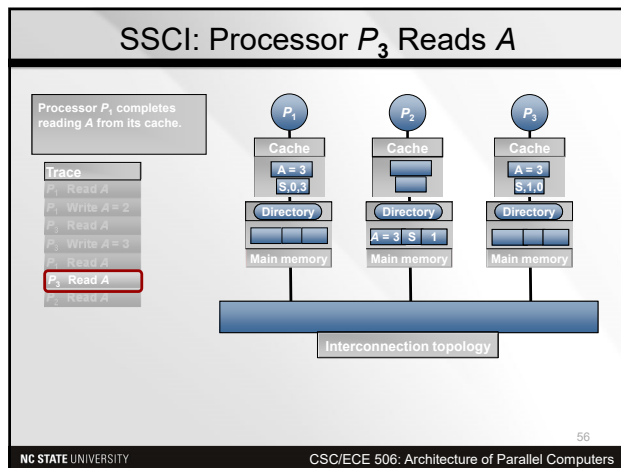 SSCI: Processor P3 Reads A
Processor P1 completes
reading A from its cache.
P1
P2
P3
Cache
Cache
Cache
A = 3
A = 3
S,0,3
S,1,0
Directory
Directory
Directory
A = 3 S 1
Main memory
Main memory
Main memory
Trace
P1 Read A
P1 Write A = 2
P3 Read A
P3 Write A = 3
P1 Read A
P3 Read A
P2 Read A
Interconnection topology
56
NC STATE UNIVERSITY
CSC/ECE 506: Architecture of Parallel Computers